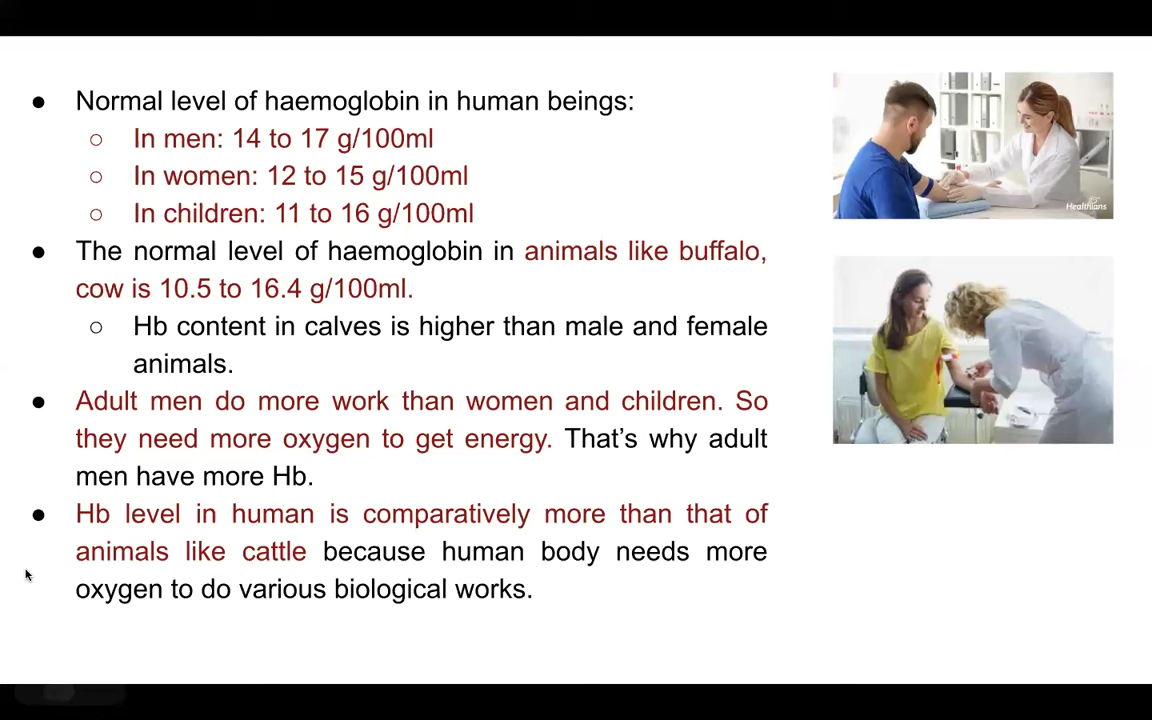 ● Normal level of haemoglobin in human beings:
○ In men: 14 to 17 g/100ml
○ In women: 12 to 15 g/100ml
○ In children: 11 to 16 g/100ml
● The normal level of haemoglobin in animals like buffalo,
cow is 10.5 to 16.4 g/100ml.
○ Hb content in calves is higher than male and female
animals.
● Adult men do more work than women and children. So
they need more oxygen to get energy. That’s why adult
men have more Hb.
● Hb level in human is comparatively more than that of
animals like cattle because human body needs more
oxygen to do various biological works.
Healthians